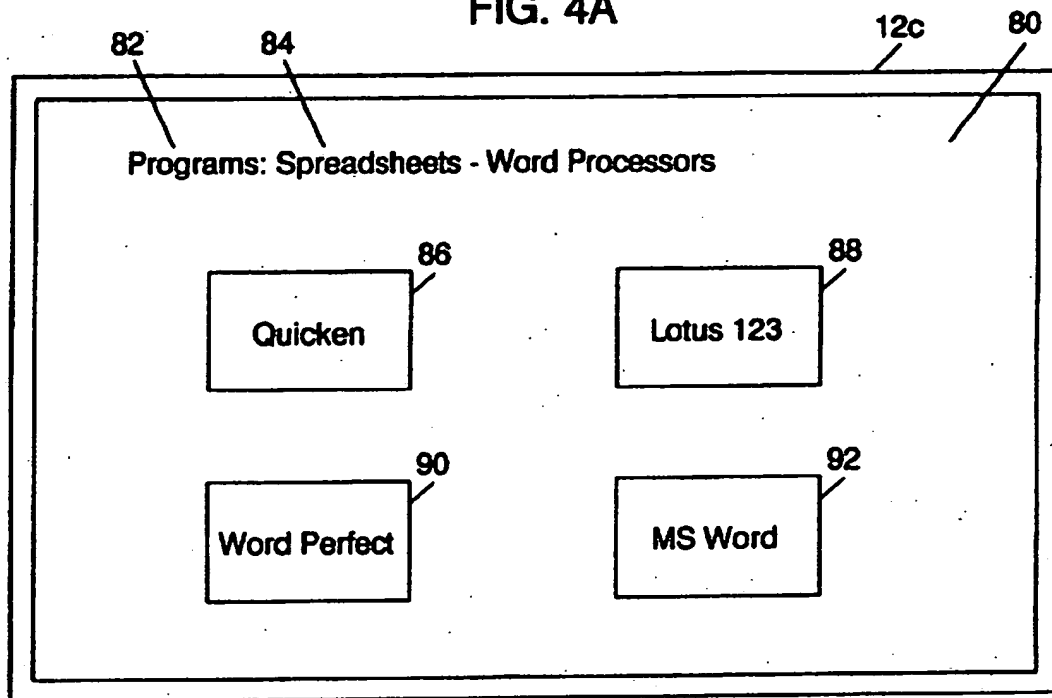 FIG. 4A
82 84 12c 80
Programs: Spreadsheets - Word Processors
86 88
Quicken Lotus 123
90 92
Word Perfect MS Word